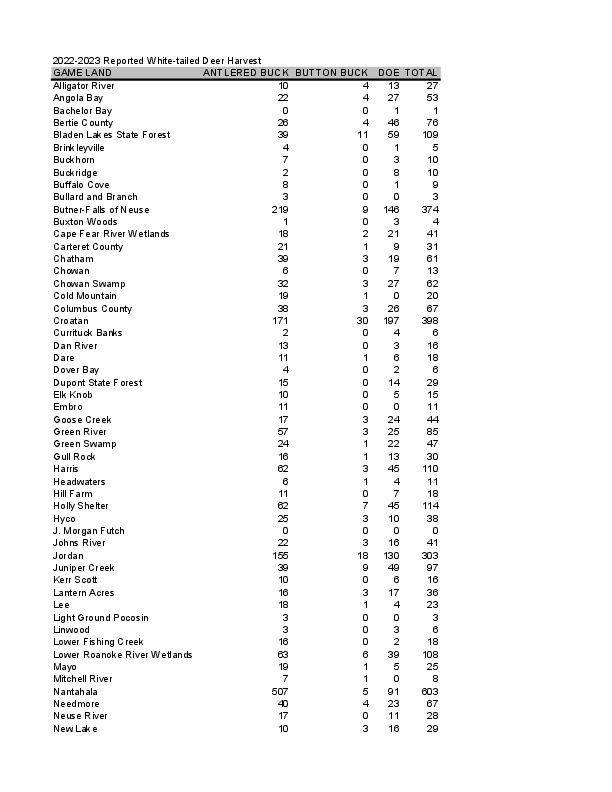 2022-2023 Reported White-tailed Deer Harvest
GAME LAND ANTLERED BUCK BUTTON BUCK DOE TOTAL
Alligator River 10 4 13 27
Angola Bay 22 4 27 53
Bachelor Bay 0 0 1 1
Bertie County 26 4 46 76
Bladen Lakes State Forest 39 11 59 109
Brinkleyville 4 0 1 5
Buckhorn 7 0 3 10
Buckridge 2 0 8 10
Buffalo Cove 8 0 1 9
Bullard and Branch 3 0 0 3
Butner-Falls of Neuse 219 9 146 374
Buxton Woods 1 0 3 4
Cape Fear River Wetlands 18 2 21 41
Carteret County 21 1 9 31
Chatham 39 3 19 61
Chowan 6 0 7 13
Chowan Swamp 32 3 27 62
Cold Mountain 19 1 0 20
Columbus County 38 3 26 67
Croatan 171 30 197 398
Currituck Banks 2 0 4 6
Dan River 13 0 3 16
Dare 11 1 6 18
Dover Bay 4 0 2 6
Dupont State Forest 15 0 14 29
Elk Knob 10 0 5 15
Embro 11 0 0 11
Goose Creek 17 3 24 44
Green River 57 3 25 85
Green Swamp 24 1 22 47
Gull Rock 16 1 13 30
Harris 62 3 45 110
Headwaters 6 1 4 11
Hill Farm 11 0 7 18
Holly Shelter 62 7 45 114
Hyco 25 3 10 38
J. Morgan Futch 0 0 0 0
Johns River 22 3 16 41
Jordan 155 18 130 303
Juniper Creek 39 9 49 97
Kerr Scott 10 0 6 16
Lantern Acres 16 3 17 36
Lee 18 1 4 23
Light Ground Pocosin 3 0 0 3
Linwood 3 0 3 6
Lower Fishing Creek 16 0 2 18
Lower Roanoke River Wetlands 63 6 39 108
Mayo 19 1 5 25
Mitchell River 7 1 0 8
Nantahala 507 5 91 603
Needmore 40 4 23 67
Neuse River 17 0 11 28
New Lake 10 3 16 29